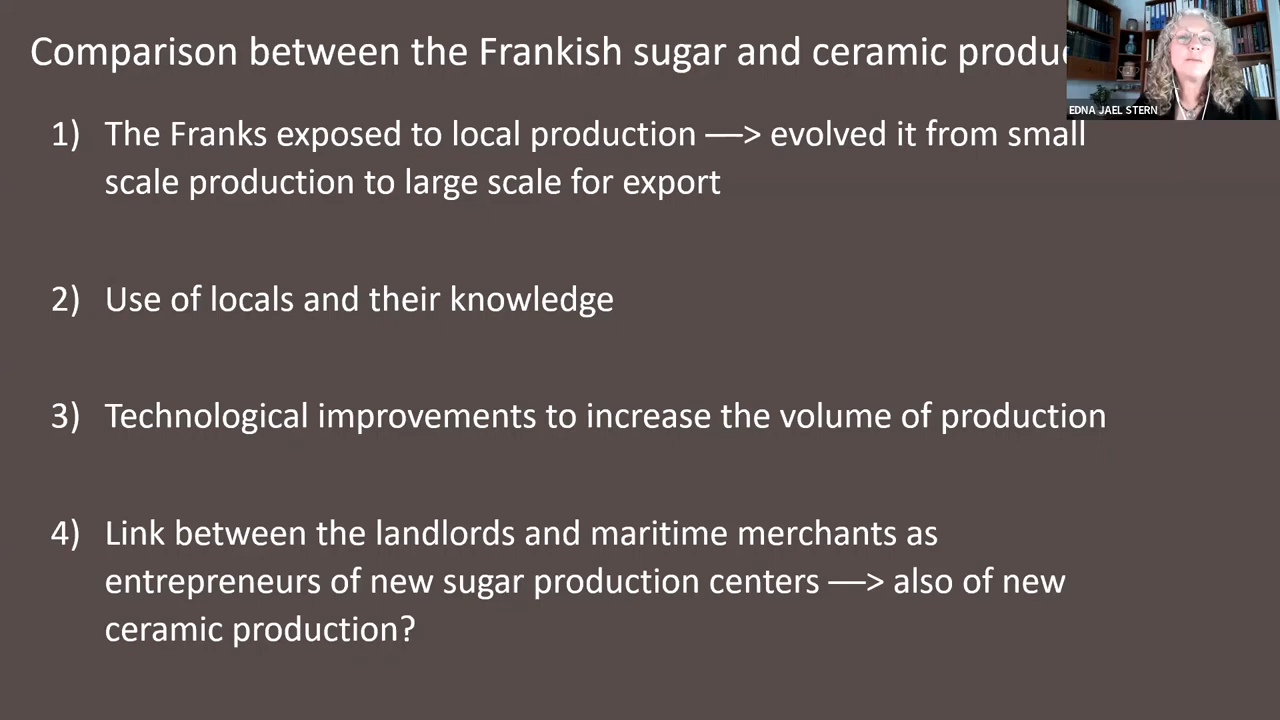 Comparison between the Frankish sugar and ceramic produc
EDNA JAEL STERN
1) The Franks exposed to local production —> evolved it from small
scale production to large scale for export
2) Use of locals and their knowledge
3) Technological improvements to increase the volume of production
4) Link between the landlords and maritime merchants as
entrepreneurs of new sugar production centers —> also of new
ceramic production?